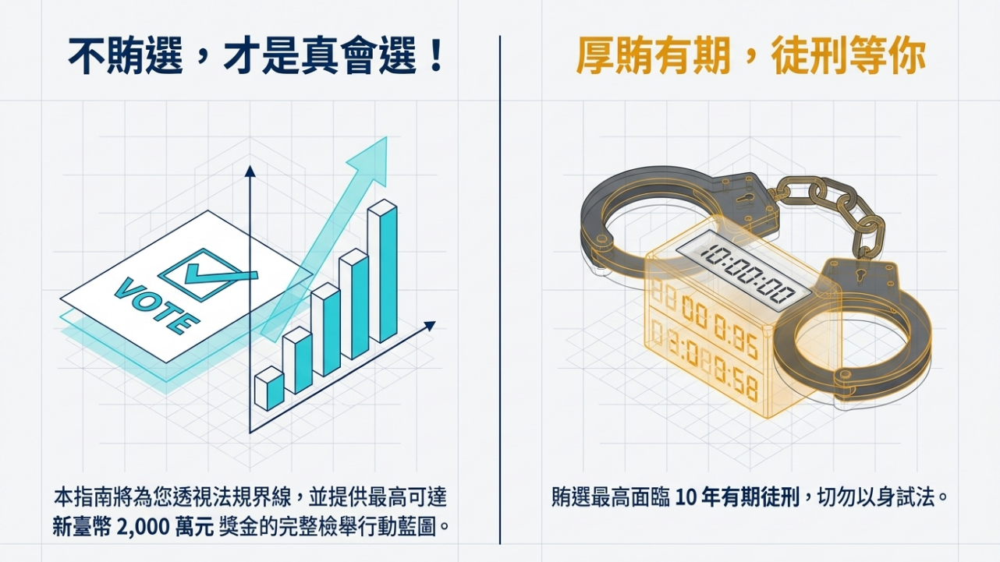 不賄選，才是真會選！
VOTE
本指南將為您透視法規界線，並提供最高可達
新臺幣 2,000 萬元 獎金的完整檢舉行動藍圖。
厚賄有期，徒刑等你
10:00:00
賄選最高面臨 10 年有期徒刑，切勿以身試法。